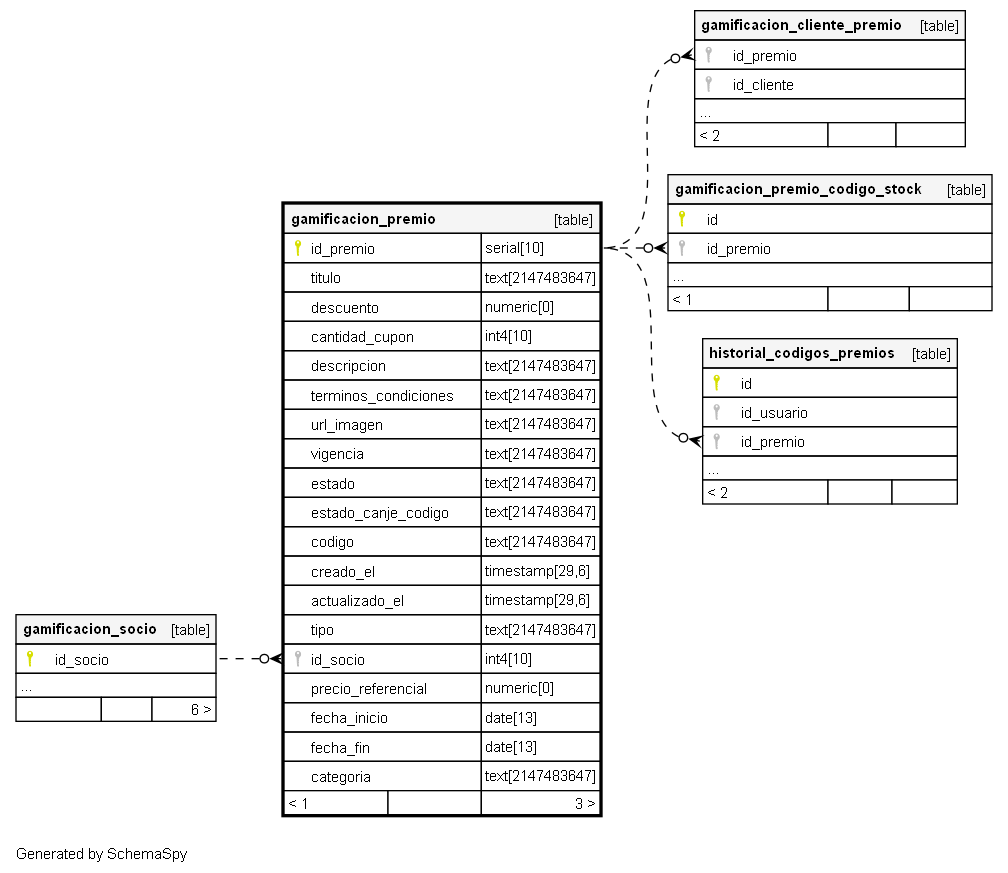 gamificacion_cliente_premio [table]
id_premio
id_cliente
...
< 2
gamificacion_premio_codigo_stock [table]
id
id_premio
...
< 1
historial_codigos_premios [table]
id
id_usuario
id_premio
...
< 2
gamificacion_premio [table]
id_premio serial[10]
titulo text[2147483647]
descuento numeric[0]
cantidad_cupon int4[10]
descripcion text[2147483647]
terminos_condiciones text[2147483647]
url_imagen text[2147483647]
vigencia text[2147483647]
estado text[2147483647]
estado_canje_codigo text[2147483647]
codigo text[2147483647]
creado_el timestamp[29,6]
actualizado_el timestamp[29,6]
tipo text[2147483647]
id_socio int4[10]
precio_referencial numeric[0]
fecha_inicio date[13]
fecha_fin date[13]
categoria text[2147483647]
< 1 3 >
gamificacion_socio [table]
id_socio
...
6 >
Generated by SchemaSpy